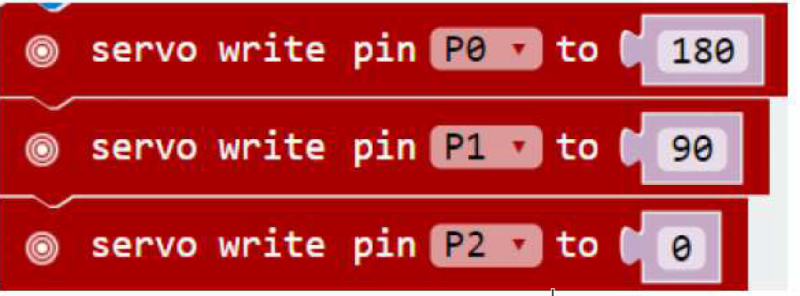 servo write pin P0 to 180
servo write pin P1 to 90
servo write pin P2 to 0